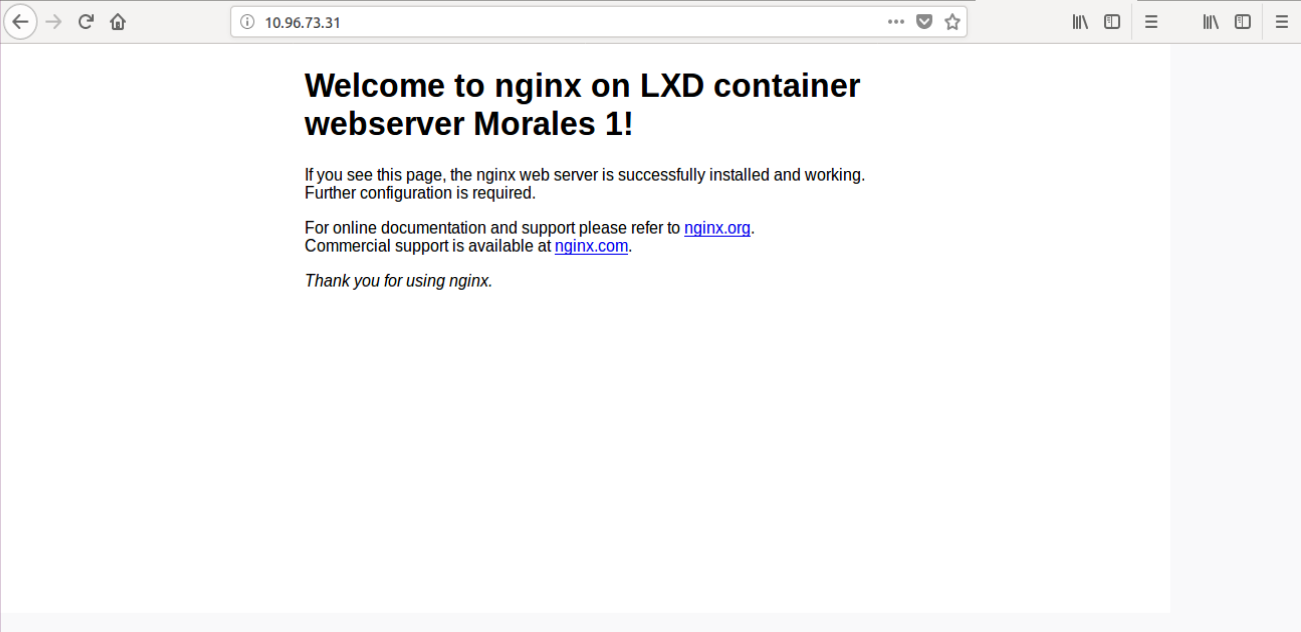 10.96.73.31
Welcome to nginx on LXD container
webserver Morales 1!
If you see this page, the nginx web server is successfully installed and working.
Further configuration is required.
For online documentation and support please refer to nginx.org.
Commercial support is available at nginx.com.
Thank you for using nginx.